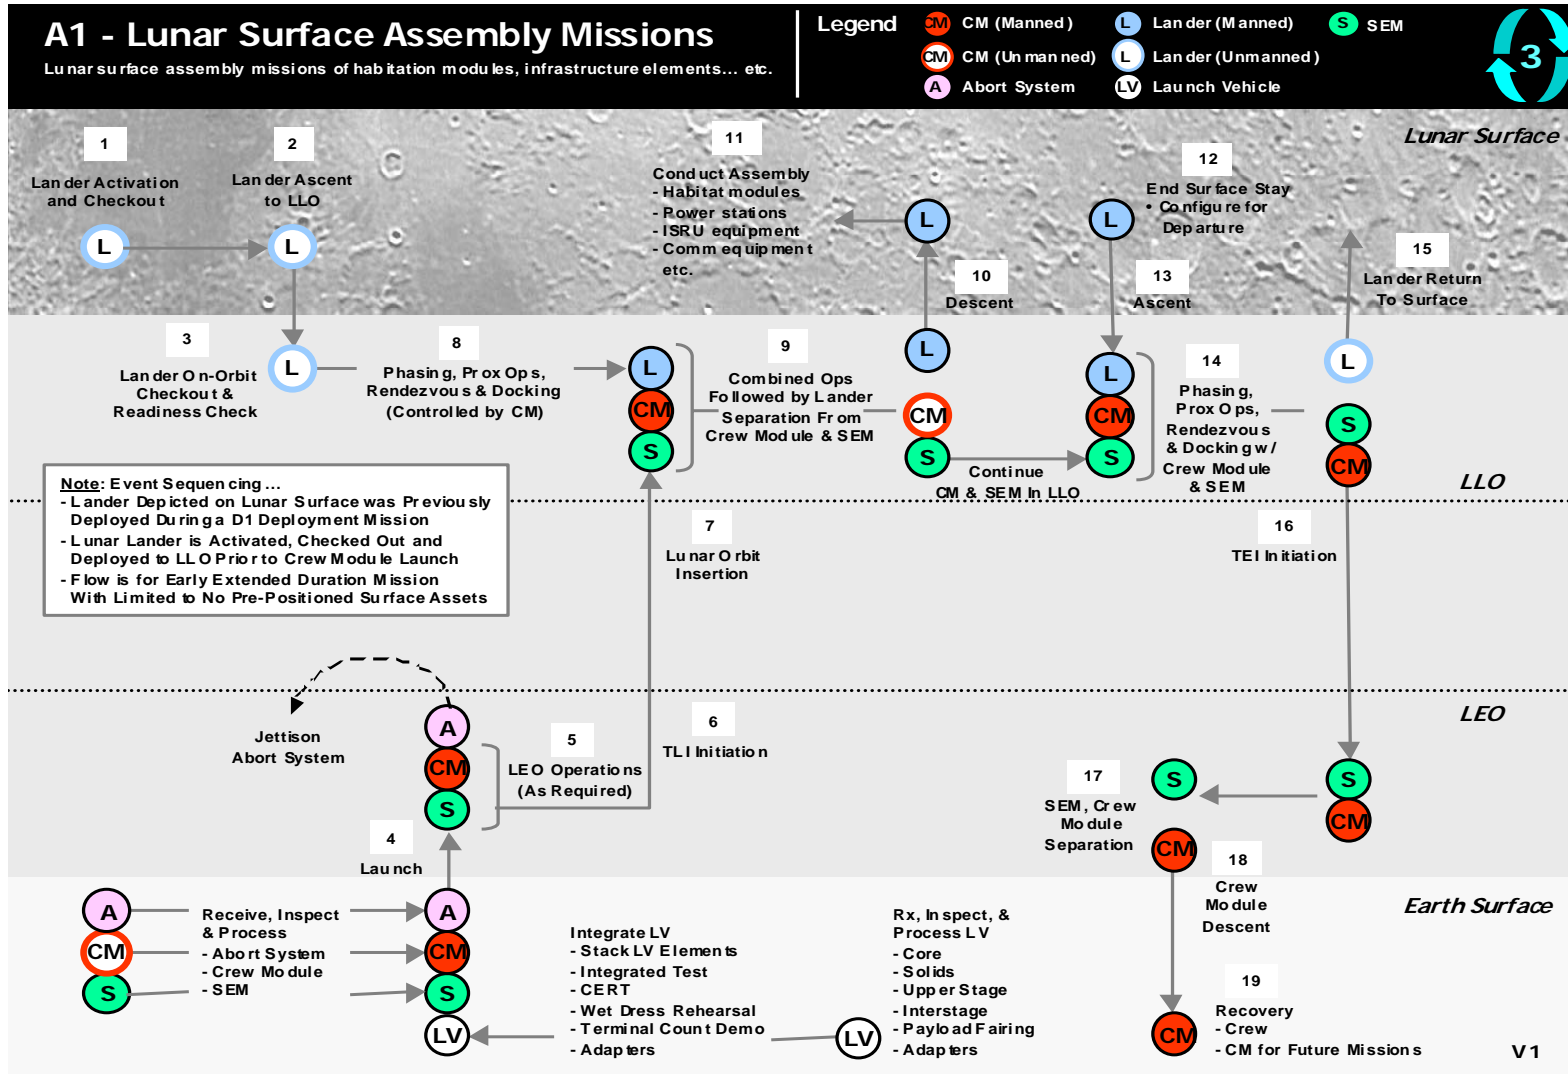 A1 - Lunar Surface Assembly Missions
Lunar surface assembly missions of habitation modules, infrastructure elements... etc.
Legend
CM CM (Manned)
CM CM (Unmanned)
A Abort System
L Lander (Manned)
L Lander (Unmanned)
LV Launch Vehicle
S SEM
3
Lunar Surface
1
Lander Activation
and Checkout
L
2
Lander Ascent
to LLO
L
11
Conduct Assembly
- Habitat modules
- Power stations
- ISRU equipment
- Comm equipment
etc.
L
10
Descent
12
End Surface Stay
• Configure for
Departure
L
13
Ascent
15
Lander Return
To Surface
3
Lander On-Orbit
Checkout &
Readiness Check
L
8
Phasing, Prox Ops,
Rendezvous & Docking
(Controlled by CM)
L
CM
S
9
Combined Ops
Followed by Lander
Separation From
Crew Module & SEM
L
CM
S
Continue
CM & SEM In LLO
L
CM
S
14
Phasing,
Prox Ops,
Rendezvous
& Docking w/
Crew Module
& SEM
L
S
CM
LLO
Note: Event Sequencing...
- Lander Depicted on Lunar Surface was Previously
Deployed During a D1 Deployment Mission
- Lunar Lander is Activated, Checked Out and
Deployed to LLO Prior to Crew Module Launch
- Flow is for Early Extended Duration Mission
With Limited to No Pre-Positioned Surface Assets
7
Lunar Orbit
Insertion
16
TEI Initiation
LEO
Jettison
Abort System
A
CM
S
5
LEO Operations
(As Required)
6
TLI Initiation
4
Launch
17
SEM, Crew
Module
Separation
S
CM
S
CM
18
Crew
Module
Descent
Earth Surface
A
CM
S
Receive, Inspect
& Process
- Abort System
- Crew Module
- SEM
A
CM
S
LV
Integrate LV
- Stack LV Elements
- Integrated Test
- CERT
- Wet Dress Rehearsal
- Terminal Count Demo
- Adapters
LV
Rx, Inspect, &
Process LV
- Core
- Solids
- Upper Stage
- Interstage
- Payload Fairing
- Adapters
CM
19
Recovery
- Crew
- CM for Future Missions
V1